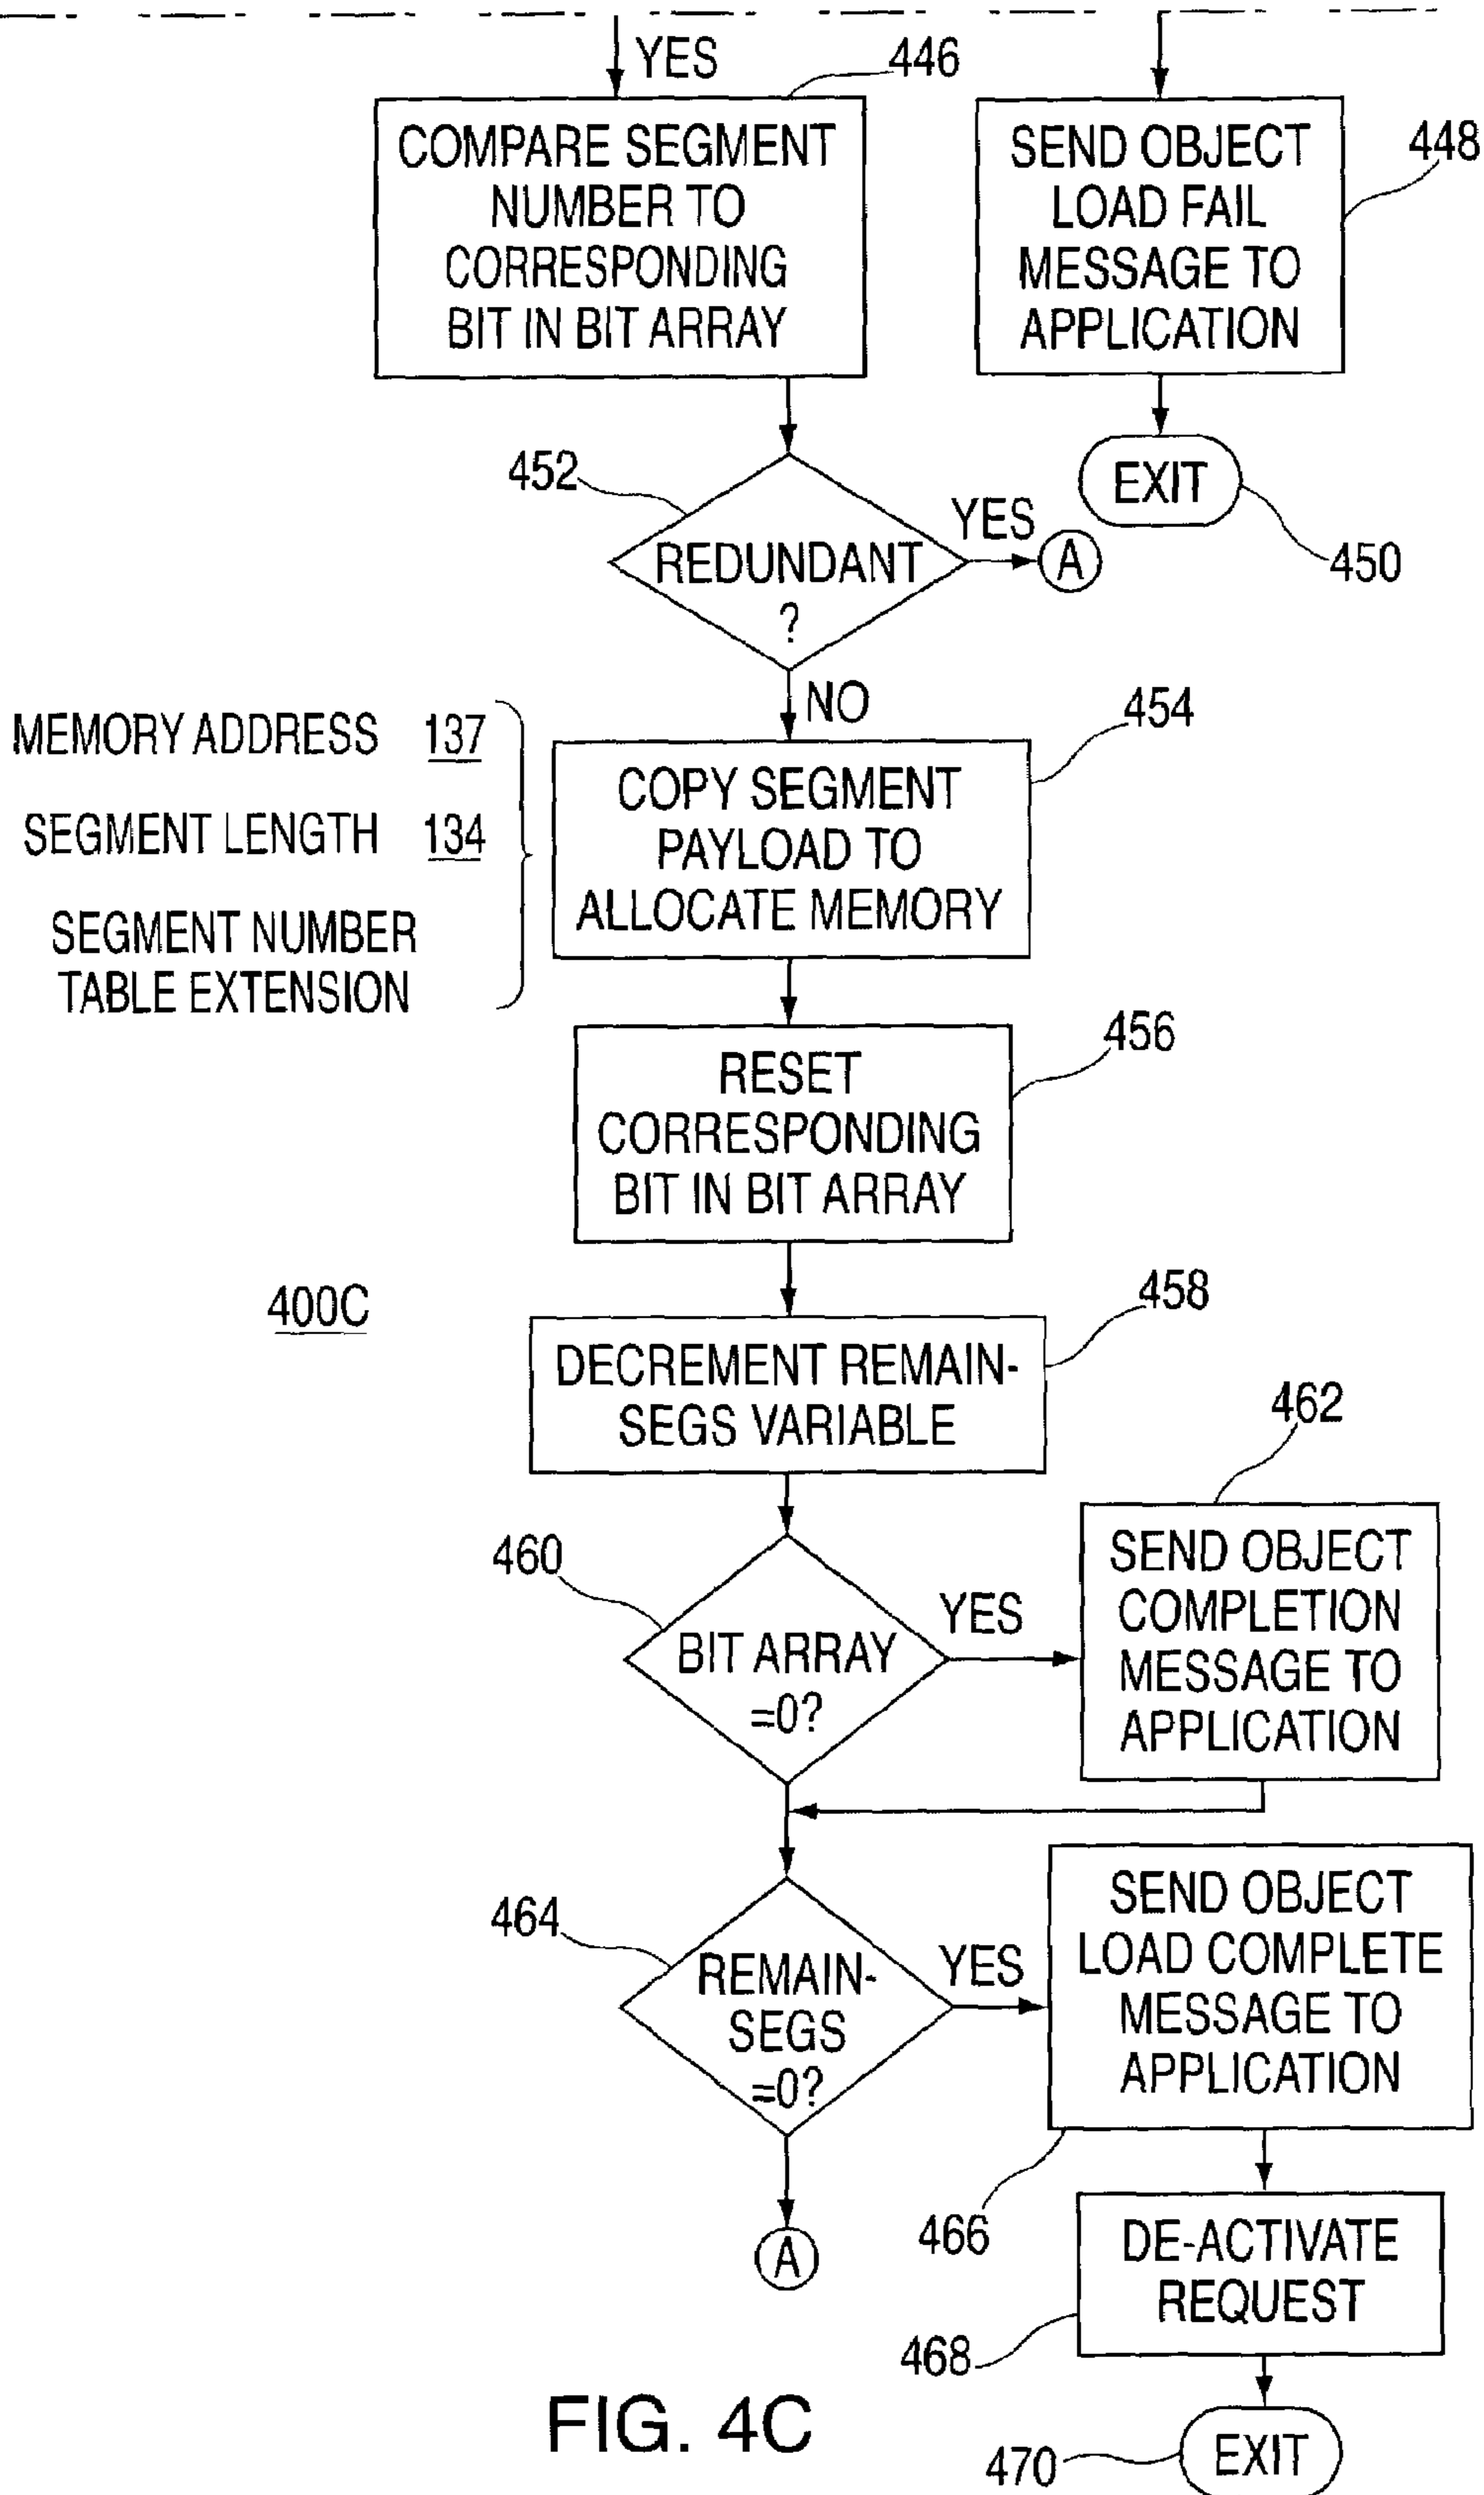 YES
446
COMPARE SEGMENT
NUMBER TO
CORRESPONDING
BIT IN BIT ARRAY
SEND OBJECT
LOAD FAIL
MESSAGE TO
APPLICATION
448
452
REDUNDANT
?
YES
A
EXIT
450
NO
MEMORY ADDRESS 137
SEGMENT LENGTH 134
SEGMENT NUMBER
TABLE EXTENSION
454
COPY SEGMENT
PAYLOAD TO
ALLOCATE MEMORY
456
RESET
CORRESPONDING
BIT IN BIT ARRAY
400C
458
DECREMENT REMAIN-
SEGS VARIABLE
460
BIT ARRAY
=0?
YES
462
SEND OBJECT
COMPLETION
MESSAGE TO
APPLICATION
464
REMAIN-
SEGS
=0?
YES
SEND OBJECT
LOAD COMPLETE
MESSAGE TO
APPLICATION
466
A
DE-ACTIVATE
REQUEST
468
EXIT
470
FIG. 4C